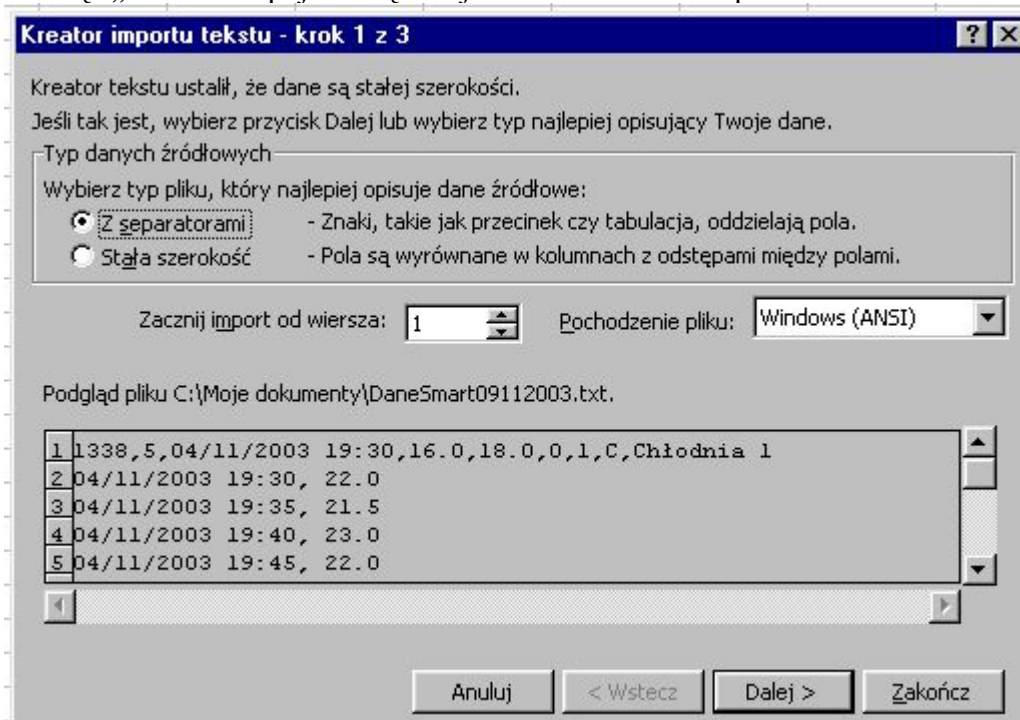 Kreator importu tekstu - krok 1 z 3
Kreator tekstu ustalił, że dane są stałej szerokości.
Jeśli tak jest, wybierz przycisk Dalej lub wybierz typ najlepiej opisujący Twoje dane.
Typ danych źródłowych
Wybierz typ pliku, który najlepiej opisuje dane źródłowe:
Z separatorami - Znaki, takie jak przecinek czy tabulacja, oddzielają pola.
Stała szerokość - Pola są wyrównane w kolumnach z odstępami między polami.
Zacznij import od wiersza: 1 Pochodzenie pliku: Windows (ANSI)
Podgląd pliku C:\Moje dokumenty\DaneSmart09112003.txt.
1 1338,5,04/11/2003 19:30,16.0,18.0,0,1,C,Chłodnia 1
2 04/11/2003 19:30, 22.0
3 04/11/2003 19:35, 21.5
4 04/11/2003 19:40, 23.0
5 04/11/2003 19:45, 22.0
Anuluj < Wstecz Dalej > Zakończ